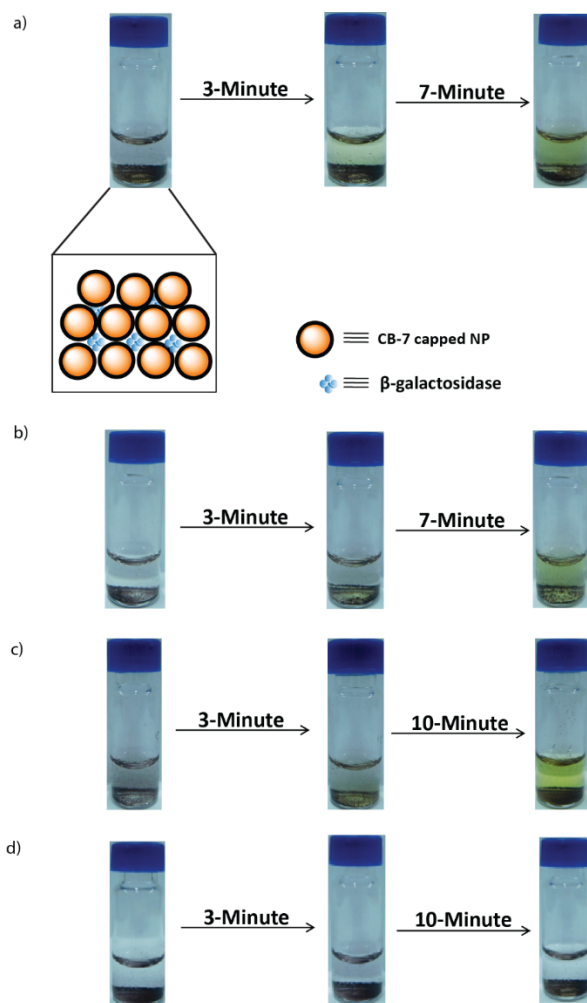 a)
3-Minute
7-Minute
≡ CB-7 capped NP
≡ β-galactosidase
b)
3-Minute
7-Minute
c)
3-Minute
10-Minute
d)
3-Minute
10-Minute